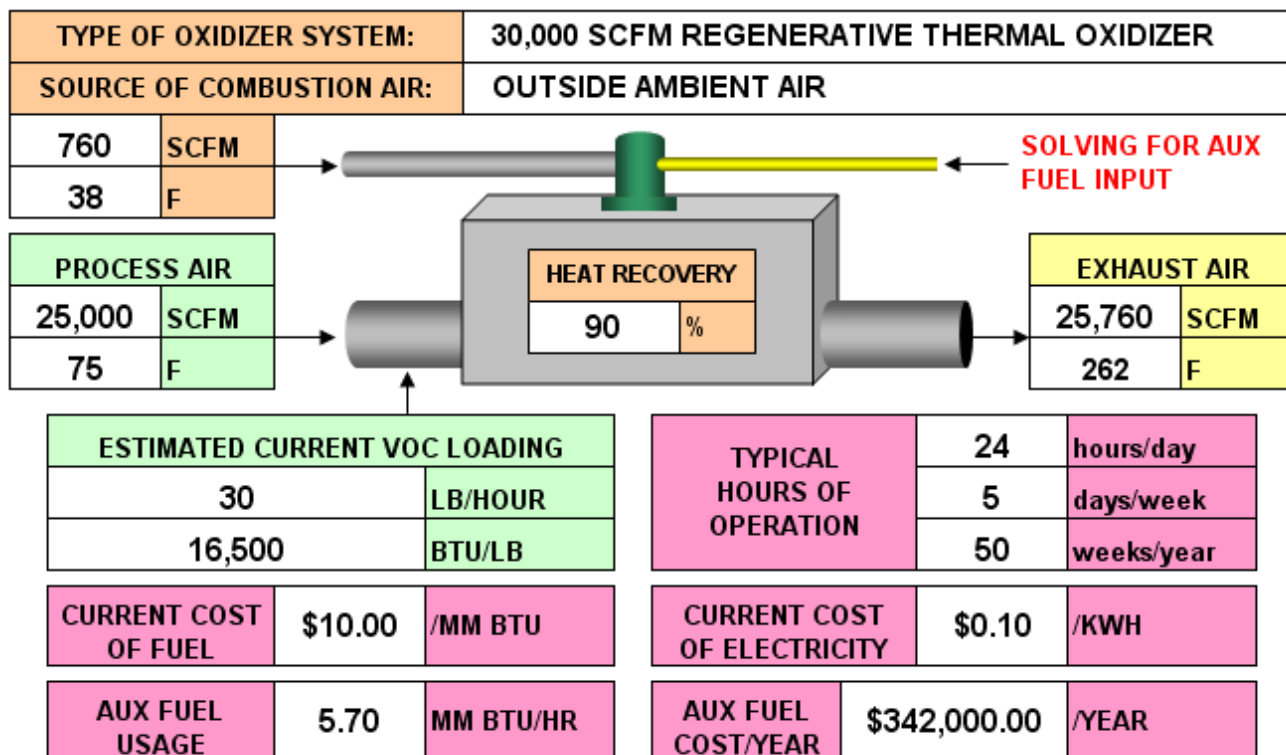 TYPE OF OXIDIZER SYSTEM: 30,000 SCFM REGENERATIVE THERMAL OXIDIZER
SOURCE OF COMBUSTION AIR: OUTSIDE AMBIENT AIR
760 SCFM
38 F
SOLVING FOR AUX
FUEL INPUT
PROCESS AIR
25,000 SCFM
75 F
HEAT RECOVERY
90 %
EXHAUST AIR
25,760 SCFM
262 F
ESTIMATED CURRENT VOC LOADING
30 LB/HOUR
16,500 BTU/LB
TYPICAL
HOURS OF
OPERATION
24 hours/day
5 days/week
50 weeks/year
CURRENT COST
OF FUEL
$10.00 /MM BTU
CURRENT COST
OF ELECTRICITY
$0.10 /KWH
AUX FUEL
USAGE
5.70 MM BTU/HR
AUX FUEL
COST/YEAR
$342,000.00 /YEAR